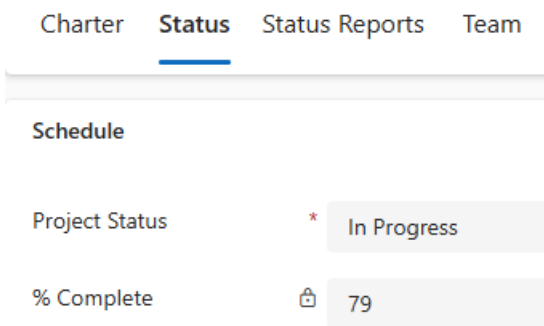 Charter Status Status Reports Team
Schedule
Project Status * In Progress
% Complete 79